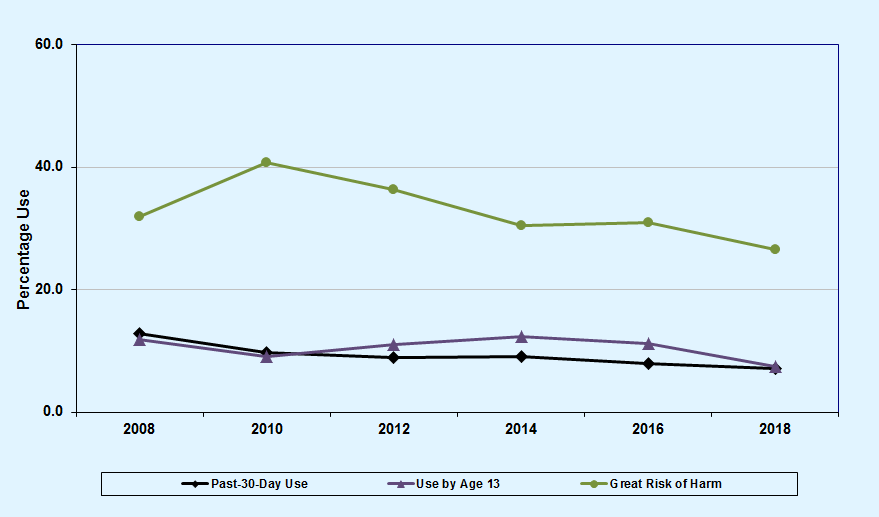 60.0
40.0
20.0
0.0
Percentage Use
2008 2010 2012 2014 2016 2018
Past-30-Day Use Use by Age 13 Great Risk of Harm